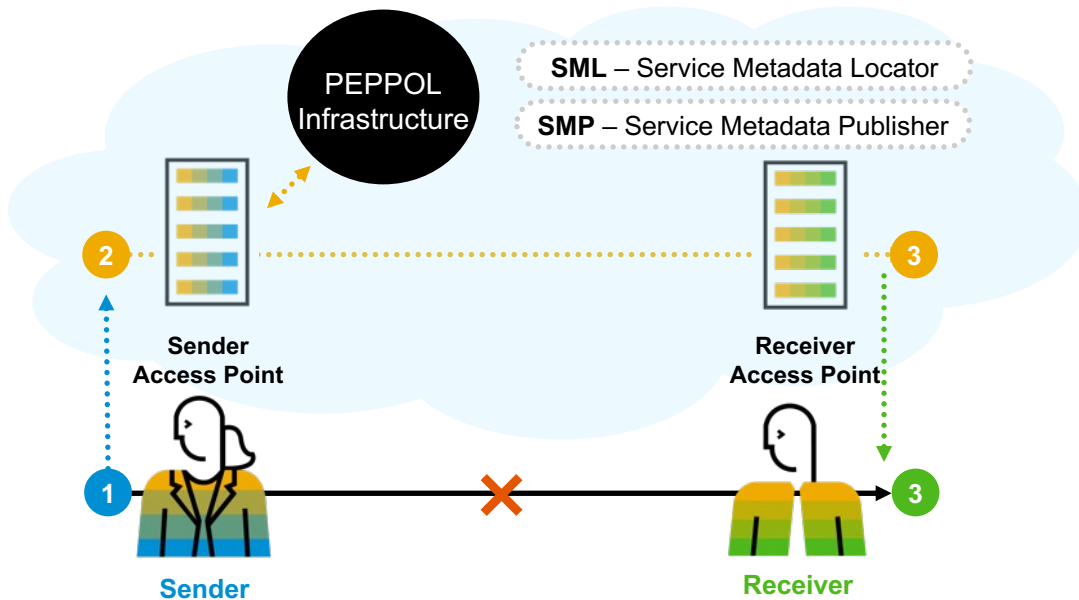 PEPPOL
Infrastructure
SML – Service Metadata Locator
SMP – Service Metadata Publisher
2
3
Sender
Access Point
Receiver
Access Point
1
3
Sender
Receiver